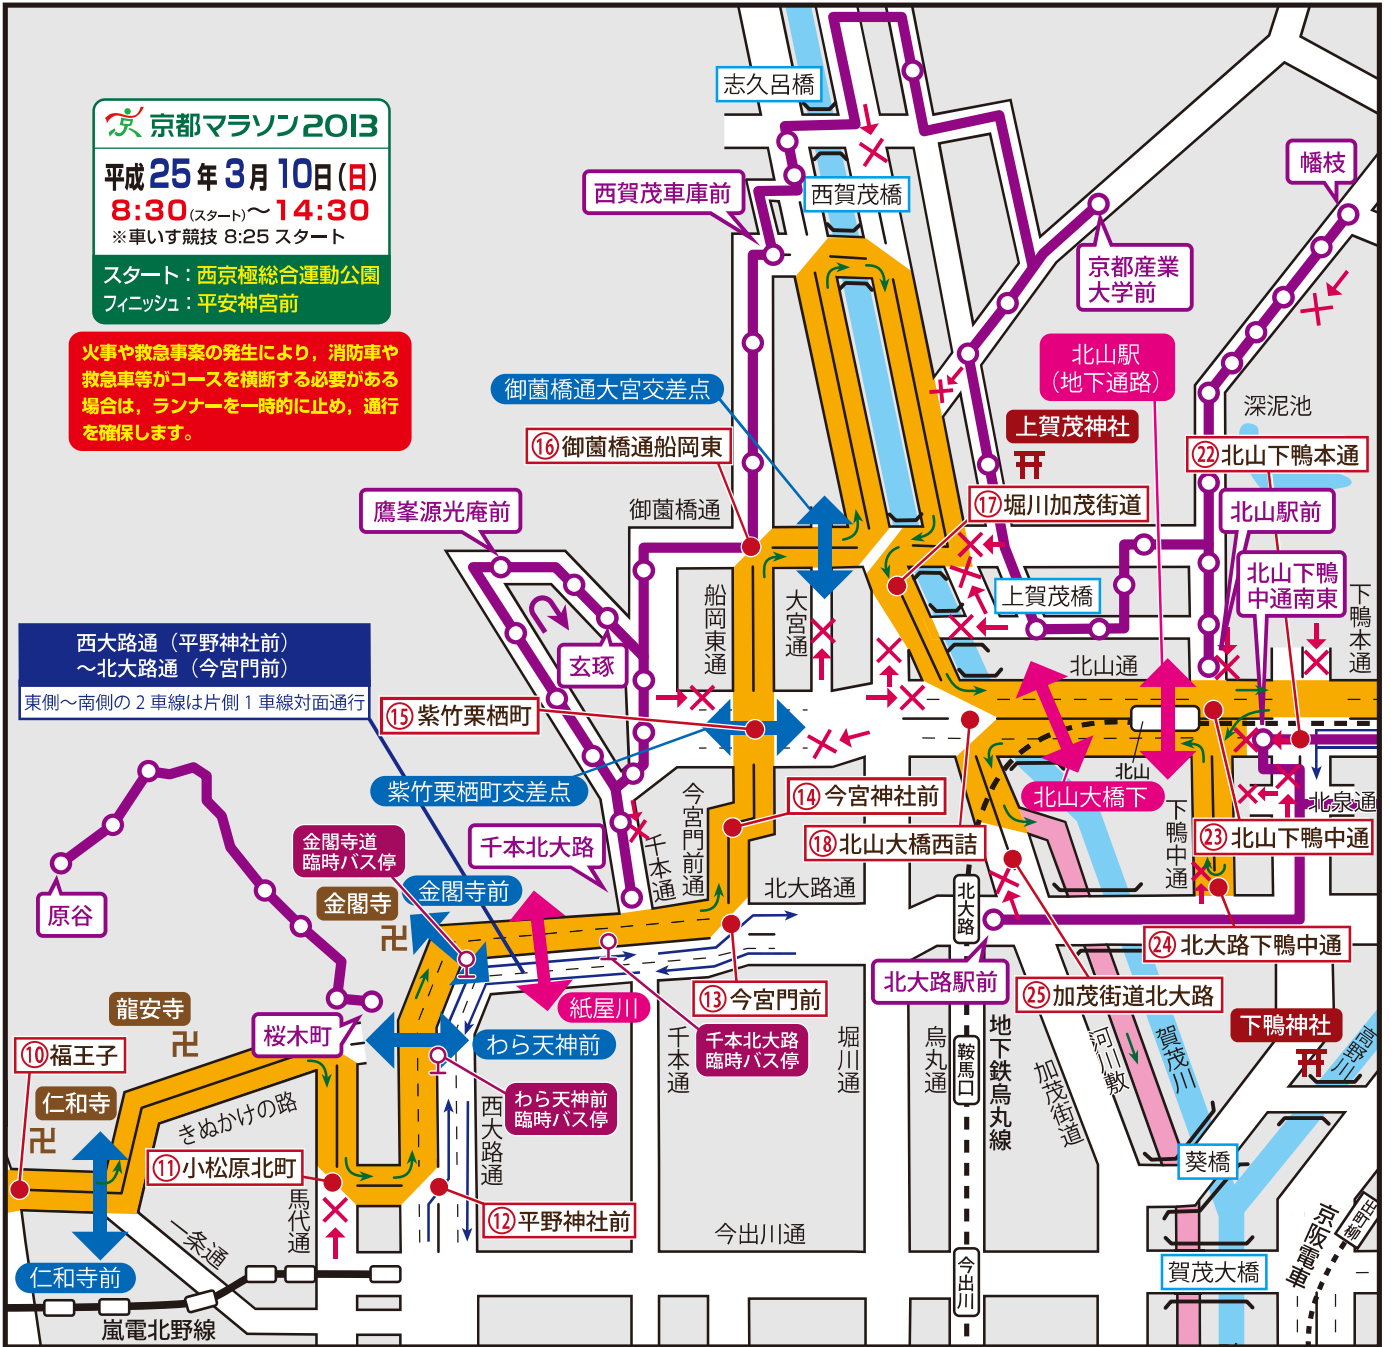 京都マラソン2013
平成25年3月10日(日)
8:30(スタート)～14:30
※車いす競技 8:25 スタート
スタート：西京極総合運動公園
フィニッシュ：平安神宮前
火事や救急事案の発生により，消防車や
救急車等がコースを横断する必要がある
場合は，ランナーを一時的に止め，通行
を確保します。
志久呂橋
西賀茂橋
西賀茂車庫前
幡枝
京都産業
大学前
北山駅
（地下通路）
深泥池
御薗橋通大宮交差点
⑯御薗橋通船岡東
上賀茂神社
㉒北山下鴨本通
鷹峯源光庵前
御薗橋通
⑰堀川加茂街道
北山駅前
北山下鴨
中通南東
下鴨本通
船岡東通
大宮通
上賀茂橋
玄琢
北山通
西大路通（平野神社前）
～北大路通（今宮門前）
東側～南側の2車線は片側1車線対面通行
⑮紫竹栗栖町
紫竹栗栖町交差点
北山
北山大橋下
北泉通
⑭今宮神社前
今宮門前通
下鴨中通
㉓北山下鴨中通
⑱北山大橋西詰
千本北大路
千本通
金閣寺道
臨時バス停
金閣寺前
金閣寺
北大路通
北大路
原谷
㉔北大路下鴨中通
北大路駅前
㉕加茂街道北大路
⑬今宮門前
紙屋川
龍安寺
桜木町
わら天神前
千本北大路
臨時バス停
下鴨神社
⑩福王子
仁和寺
きぬかけの路
わら天神前
臨時バス停
西大路通
千本通
堀川通
烏丸通
鞍馬口
地下鉄烏丸線
加茂街道
河川敷
賀茂川
高野川
⑪小松原北町
馬代通
⑫平野神社前
葵橋
一条通
今出川通
今出川
賀茂大橋
京阪電車
出町柳
仁和寺前
嵐電北野線